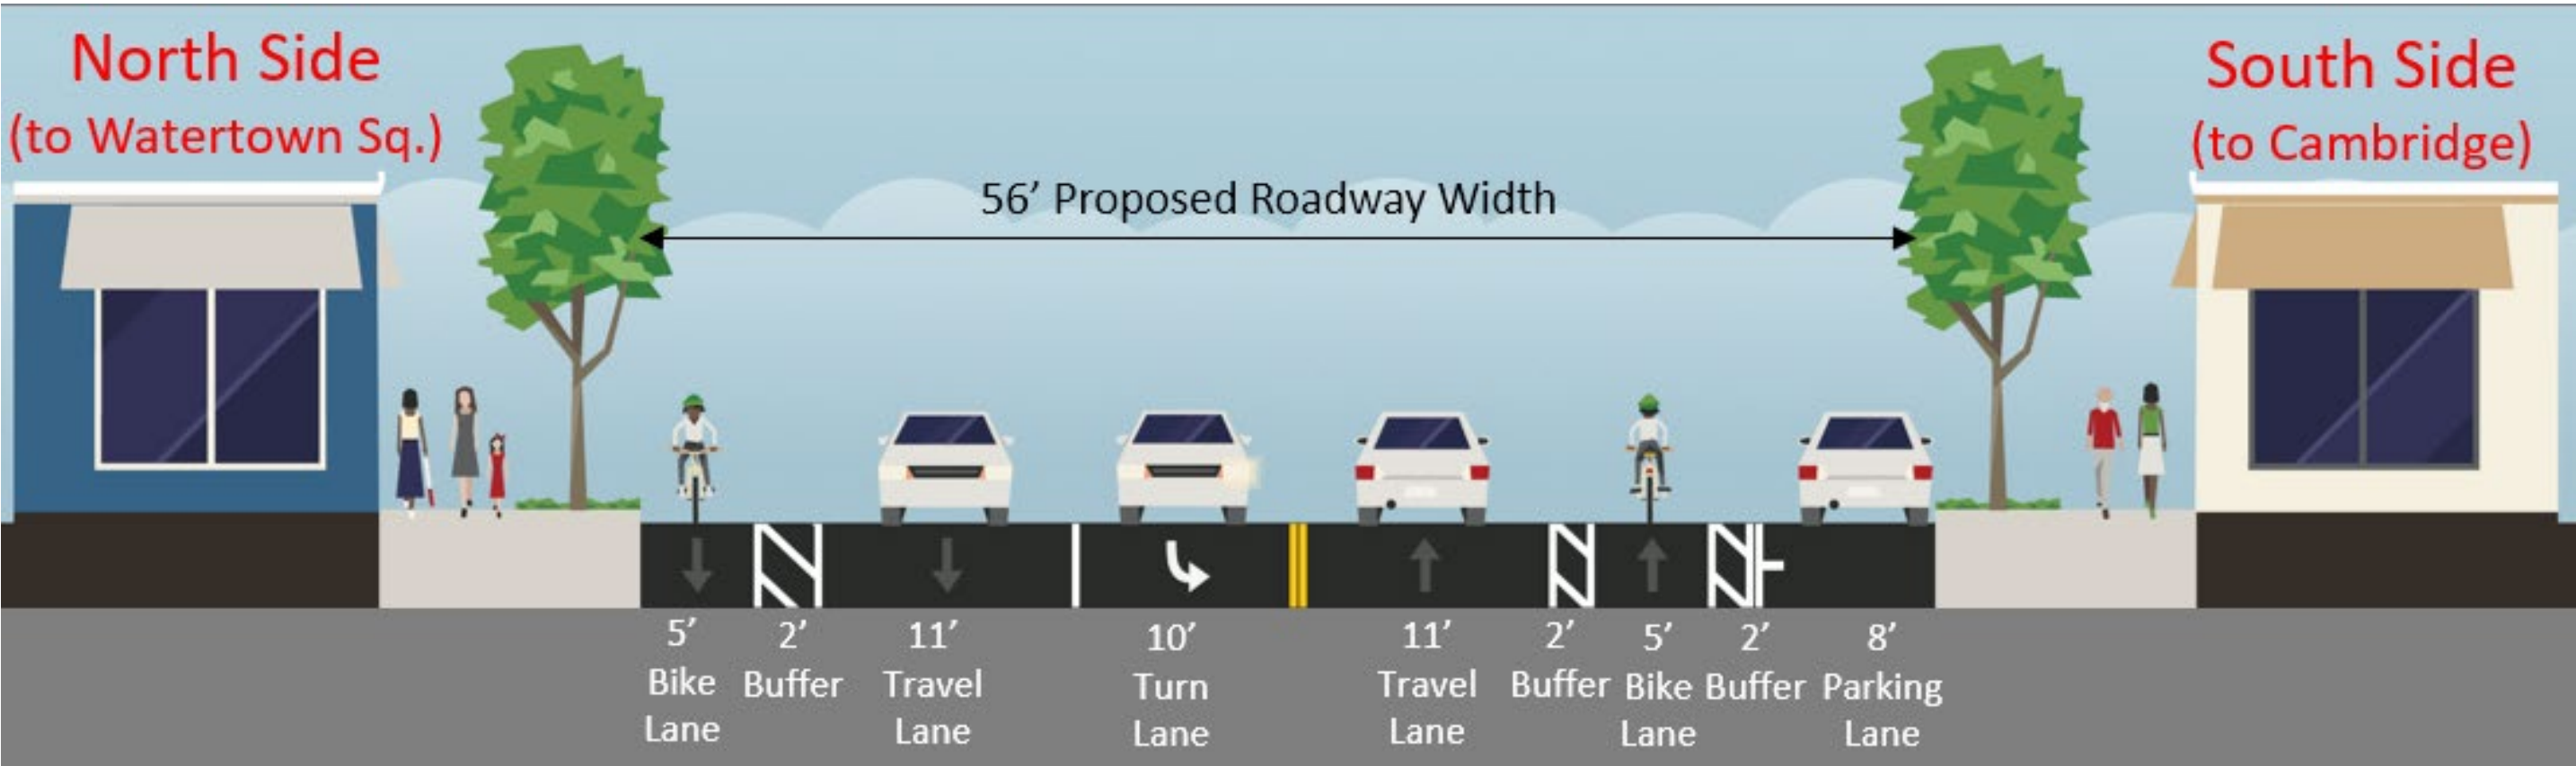 North Side
(to Watertown Sq.)
South Side
(to Cambridge)
56’ Proposed Roadway Width
5’
Bike
Lane
2’
Buffer
11’
Travel
Lane
10’
Turn
Lane
11’
Travel
Lane
2’
Buffer
5’
Bike
Lane
2’
Buffer
8’
Parking
Lane